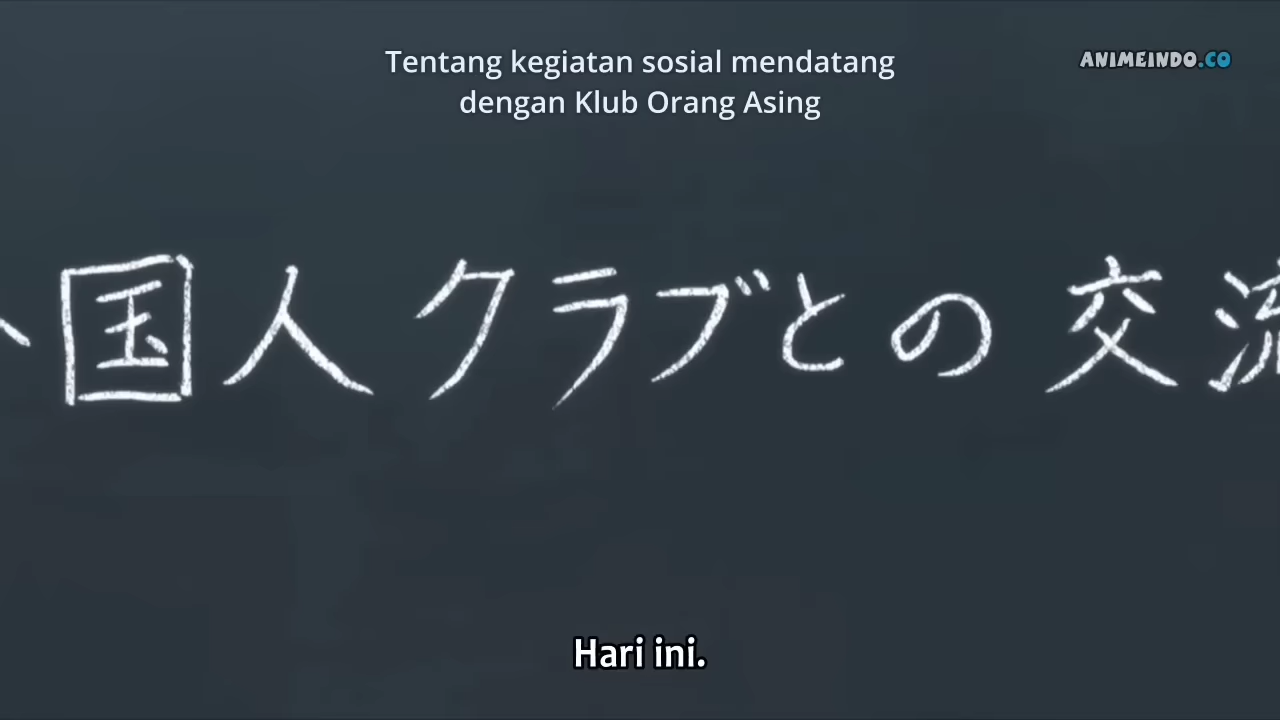 Tentang kegiatan sosial mendatang
dengan Klub Orang Asing
ANIMEINDO.CO
国人クラブとの交流
Hari ini.